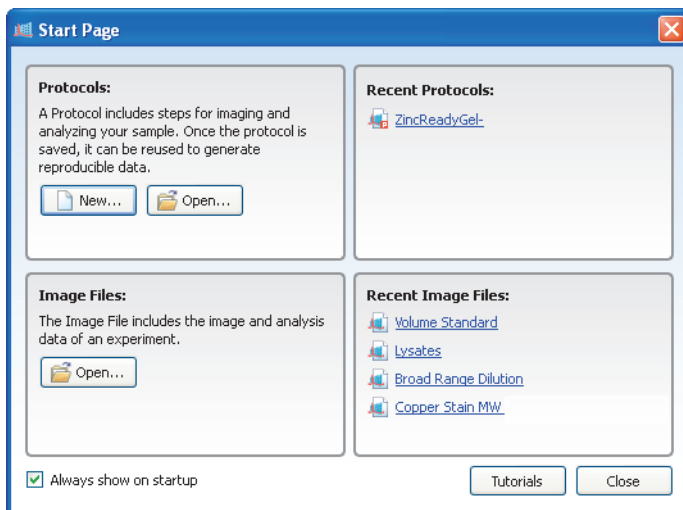 Start Page
Protocols:
A Protocol includes steps for imaging and
analyzing your sample. Once the protocol is
saved, it can be reused to generate
reproducible data.
New... Open...
Recent Protocols:
ZincReadyGel-
Image Files:
The Image File includes the image and analysis
data of an experiment.
Open...
Recent Image Files:
Volume Standard
Lysates
Broad Range Dilution
Copper Stain MW
Always show on startup
Tutorials Close